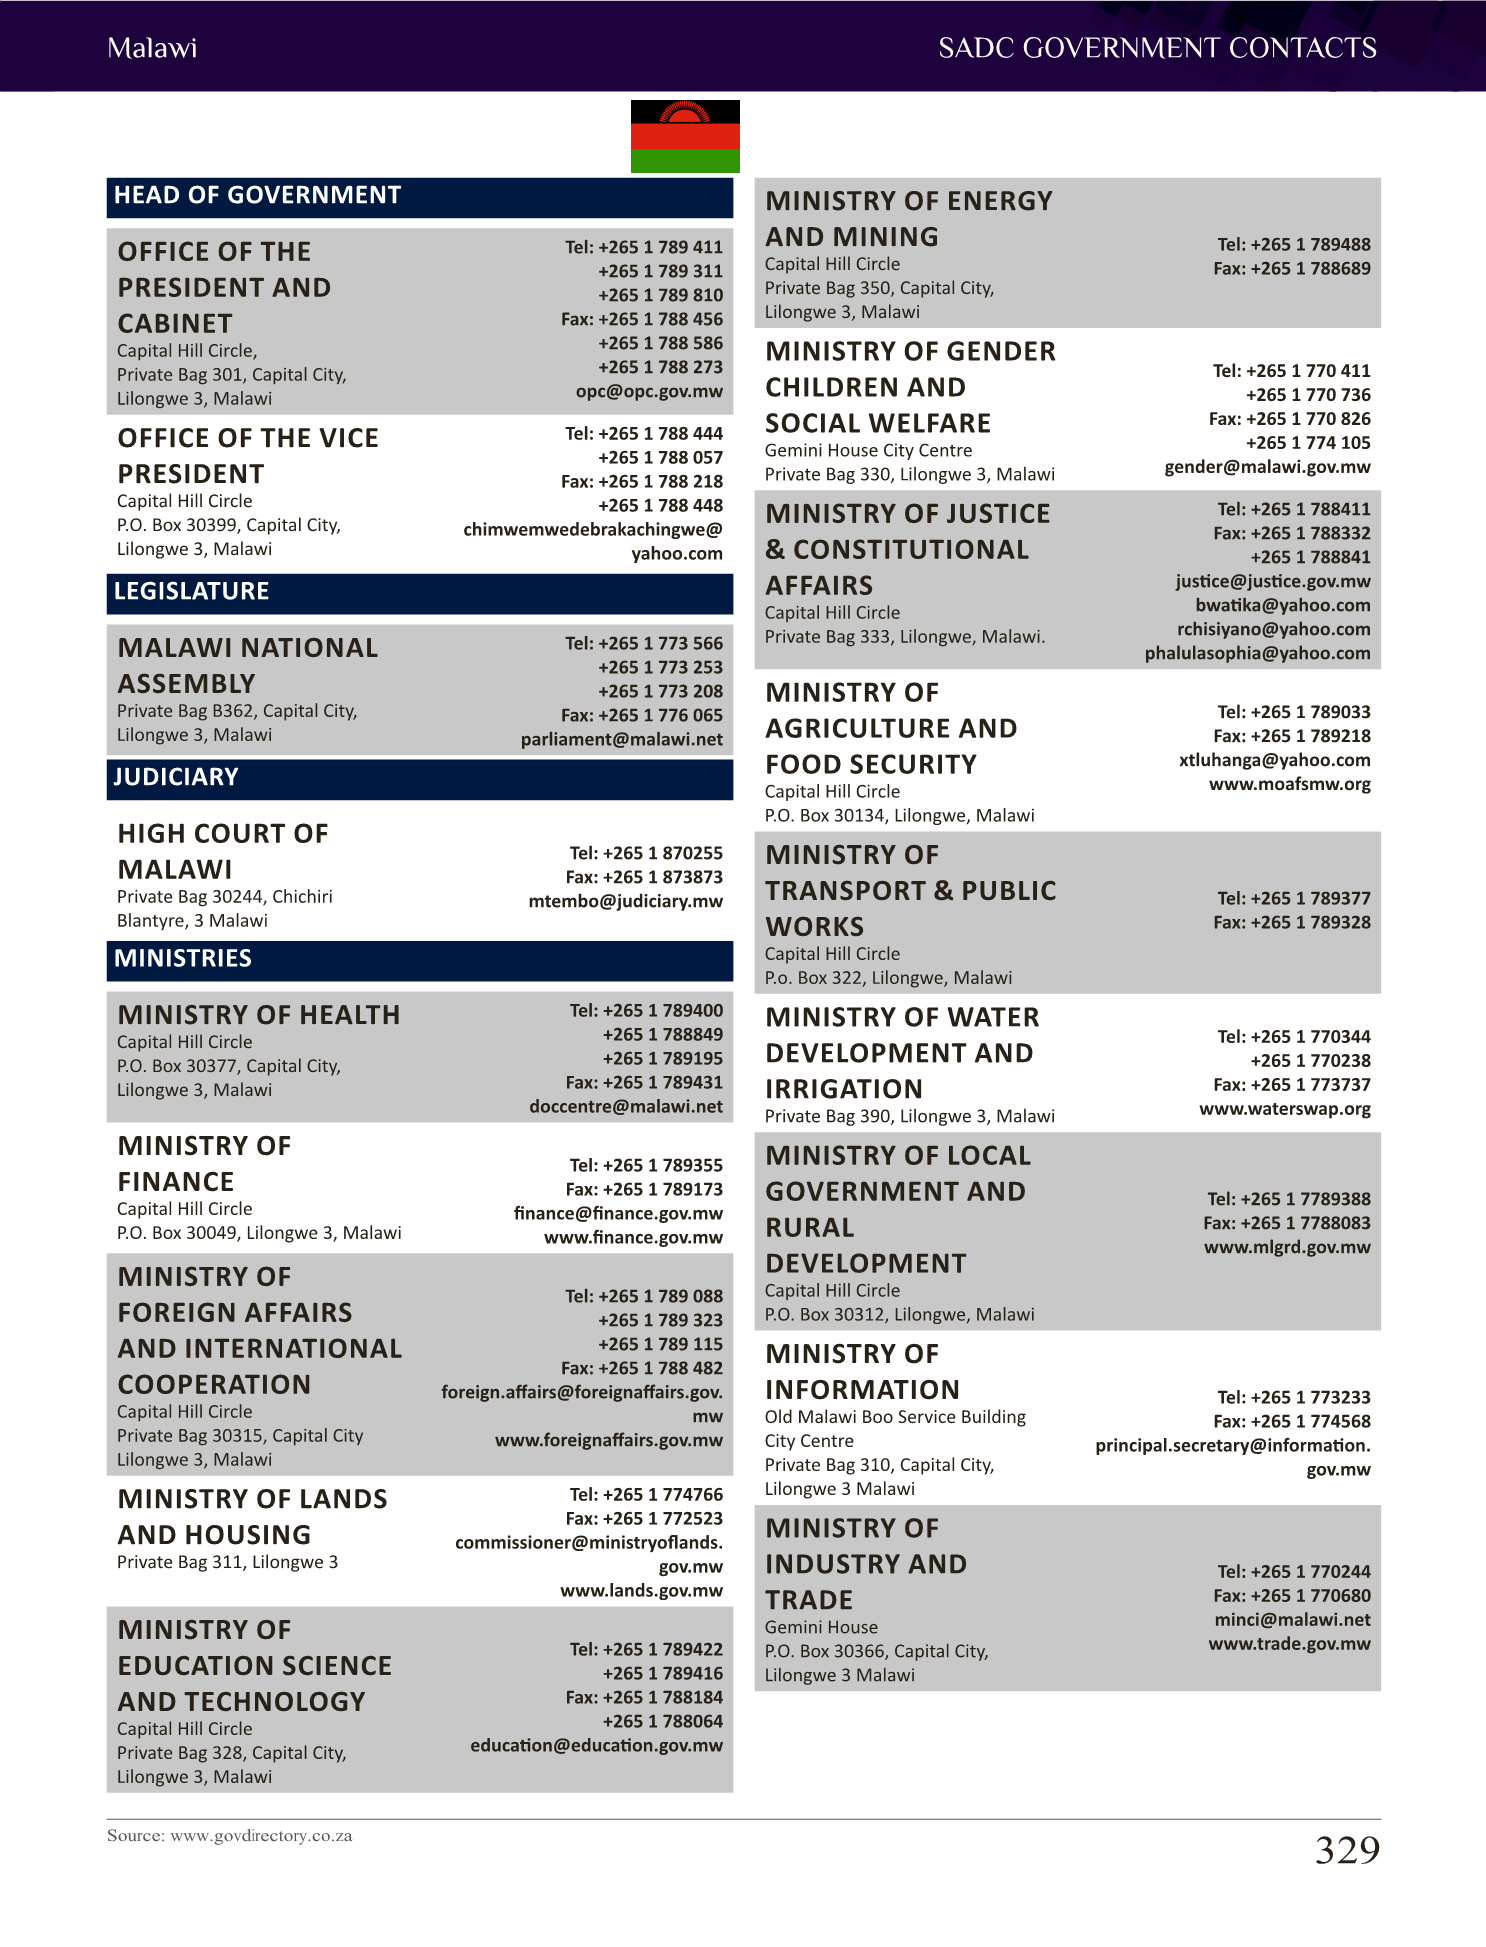 Malawi
SADC GOVERNMENT CONTACTS
HEAD OF GOVERNMENT
OFFICE OF THE
PRESIDENT AND
CABINET
Capital Hill Circle,
Private Bag 301, Capital City,
Lilongwe 3, Malawi
Tel: +265 1 789 411
+265 1 789 311
+265 1 789 810
Fax: +265 1 788 456
+265 1 788 586
+265 1 788 273
opc@opc.gov.mw
OFFICE OF THE VICE
PRESIDENT
Capital Hill Circle
P.O. Box 30399, Capital City,
Lilongwe 3, Malawi
Tel: +265 1 788 444
+265 1 788 057
Fax: +265 1 788 218
+265 1 788 448
chimwemwedebrakachingwe@
yahoo.com
LEGISLATURE
MALAWI NATIONAL
ASSEMBLY
Private Bag B362, Capital City,
Lilongwe 3, Malawi
Tel: +265 1 773 566
+265 1 773 253
+265 1 773 208
Fax: +265 1 776 065
parliament@malawi.net
JUDICIARY
HIGH COURT OF
MALAWI
Private Bag 30244, Chichiri
Blantyre, 3 Malawi
Tel: +265 1 870255
Fax: +265 1 873873
mtembo@judiciary.mw
MINISTRIES
MINISTRY OF HEALTH
Capital Hill Circle
P.O. Box 30377, Capital City,
Lilongwe 3, Malawi
Tel: +265 1 789400
+265 1 788849
+265 1 789195
Fax: +265 1 789431
doccentre@malawi.net
MINISTRY OF
FINANCE
Capital Hill Circle
P.O. Box 30049, Lilongwe 3, Malawi
Tel: +265 1 789355
Fax: +265 1 789173
finance@finance.gov.mw
www.finance.gov.mw
MINISTRY OF
FOREIGN AFFAIRS
AND INTERNATIONAL
COOPERATION
Capital Hill Circle
Private Bag 30315, Capital City
Lilongwe 3, Malawi
Tel: +265 1 789 088
+265 1 789 323
+265 1 789 115
Fax: +265 1 788 482
foreign.affairs@foreignaffairs.gov.
mw
www.foreignaffairs.gov.mw
MINISTRY OF LANDS
AND HOUSING
Private Bag 311, Lilongwe 3
Tel: +265 1 774766
Fax: +265 1 772523
commissioner@ministryoflands.
gov.mw
www.lands.gov.mw
MINISTRY OF
EDUCATION SCIENCE
AND TECHNOLOGY
Capital Hill Circle
Private Bag 328, Capital City,
Lilongwe 3, Malawi
Tel: +265 1 789422
+265 1 789416
Fax: +265 1 788184
+265 1 788064
education@education.gov.mw
MINISTRY OF ENERGY
AND MINING
Capital Hill Circle
Private Bag 350, Capital City,
Lilongwe 3, Malawi
Tel: +265 1 789488
Fax: +265 1 788689
MINISTRY OF GENDER
CHILDREN AND
SOCIAL WELFARE
Gemini House City Centre
Private Bag 330, Lilongwe 3, Malawi
Tel: +265 1 770 411
+265 1 770 736
Fax: +265 1 770 826
+265 1 774 105
gender@malawi.gov.mw
MINISTRY OF JUSTICE
& CONSTITUTIONAL
AFFAIRS
Capital Hill Circle
Private Bag 333, Lilongwe, Malawi.
Tel: +265 1 788411
Fax: +265 1 788332
+265 1 788841
justice@justice.gov.mw
bwatika@yahoo.com
rchisiyano@yahoo.com
phalulasophia@yahoo.com
MINISTRY OF
AGRICULTURE AND
FOOD SECURITY
Capital Hill Circle
P.O. Box 30134, Lilongwe, Malawi
Tel: +265 1 789033
Fax: +265 1 789218
xtluhanga@yahoo.com
www.moafsmw.org
MINISTRY OF
TRANSPORT & PUBLIC
WORKS
Capital Hill Circle
P.o. Box 322, Lilongwe, Malawi
Tel: +265 1 789377
Fax: +265 1 789328
MINISTRY OF WATER
DEVELOPMENT AND
IRRIGATION
Private Bag 390, Lilongwe 3, Malawi
Tel: +265 1 770344
+265 1 770238
Fax: +265 1 773737
www.waterswap.org
MINISTRY OF LOCAL
GOVERNMENT AND
RURAL
DEVELOPMENT
Capital Hill Circle
P.O. Box 30312, Lilongwe, Malawi
Tel: +265 1 7789388
Fax: +265 1 7788083
www.mlgrd.gov.mw
MINISTRY OF
INFORMATION
Old Malawi Boo Service Building
City Centre
Private Bag 310, Capital City,
Lilongwe 3 Malawi
Tel: +265 1 773233
Fax: +265 1 774568
principal.secretary@information.
gov.mw
MINISTRY OF
INDUSTRY AND
TRADE
Gemini House
P.O. Box 30366, Capital City,
Lilongwe 3 Malawi
Tel: +265 1 770244
Fax: +265 1 770680
minci@malawi.net
www.trade.gov.mw
Source: www.govdirectory.co.za
329